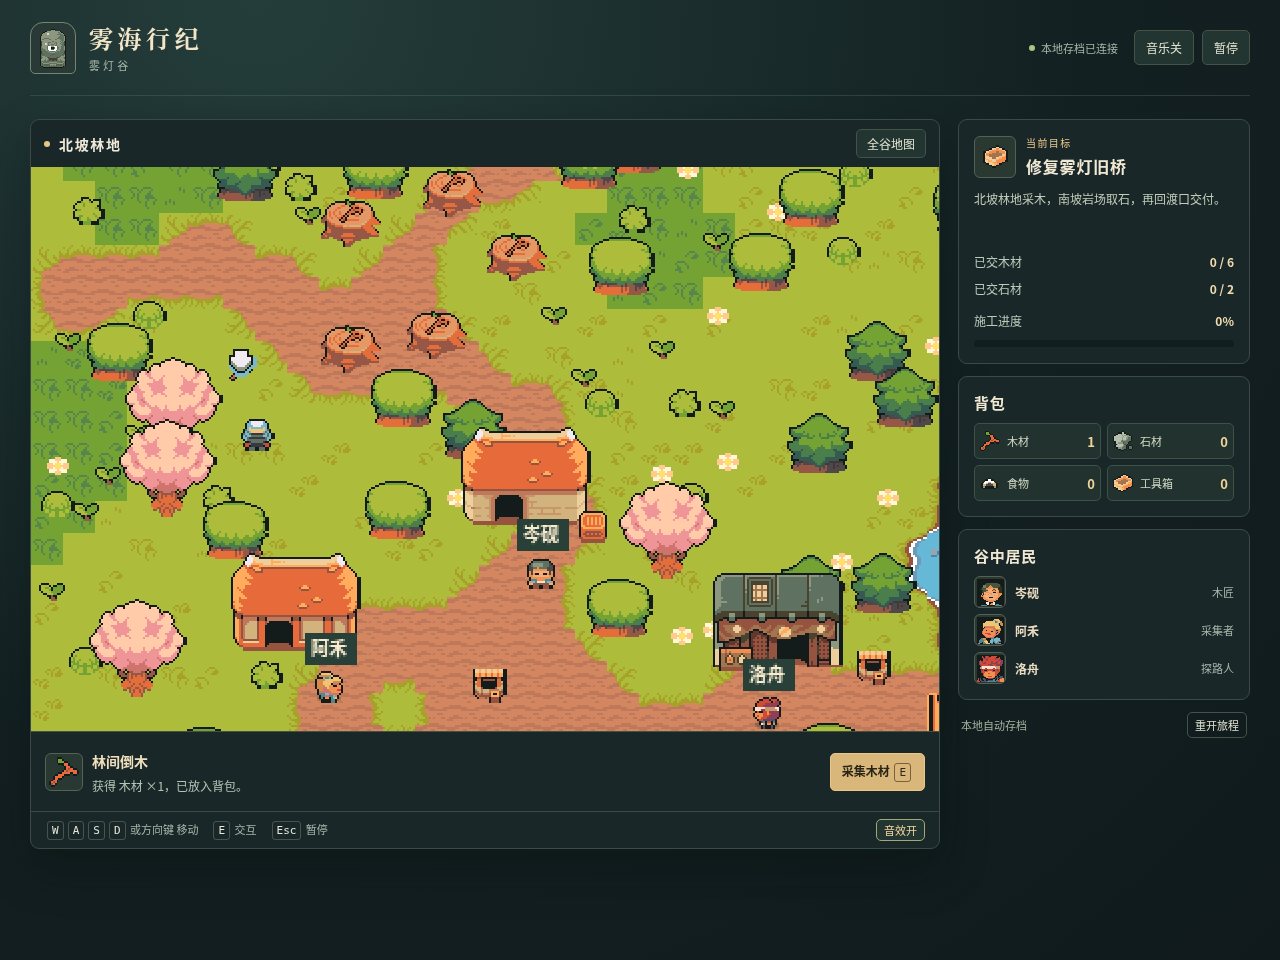 雾海行纪
雾灯谷
本地存档已连接
音乐关
暂停
北坡林地
全谷地图
岑砚
阿禾
洛舟
林间倒木
获得 木材 ×1，已放入背包。
采集木材 E
W A S D 或方向键 移动 E 交互 Esc 暂停
音效开
当前目标
修复雾灯旧桥
北坡林地采木，南坡岩场取石，再回渡口交付。
已交木材 0 / 6
已交石材 0 / 2
施工进度 0%
背包
木材 1 石材 0
食物 0 工具箱 0
谷中居民
岑砚 木匠
阿禾 采集者
洛舟 探路人
本地自动存档 重开旅程